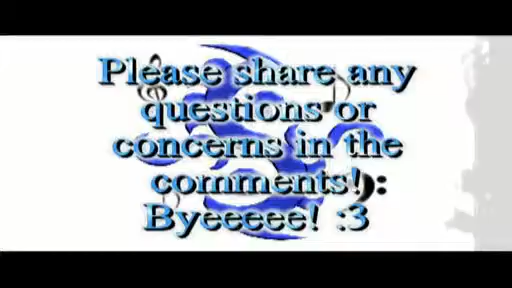 Please share any
questions or
concerns in the
comments! :
Byeeeee! :3